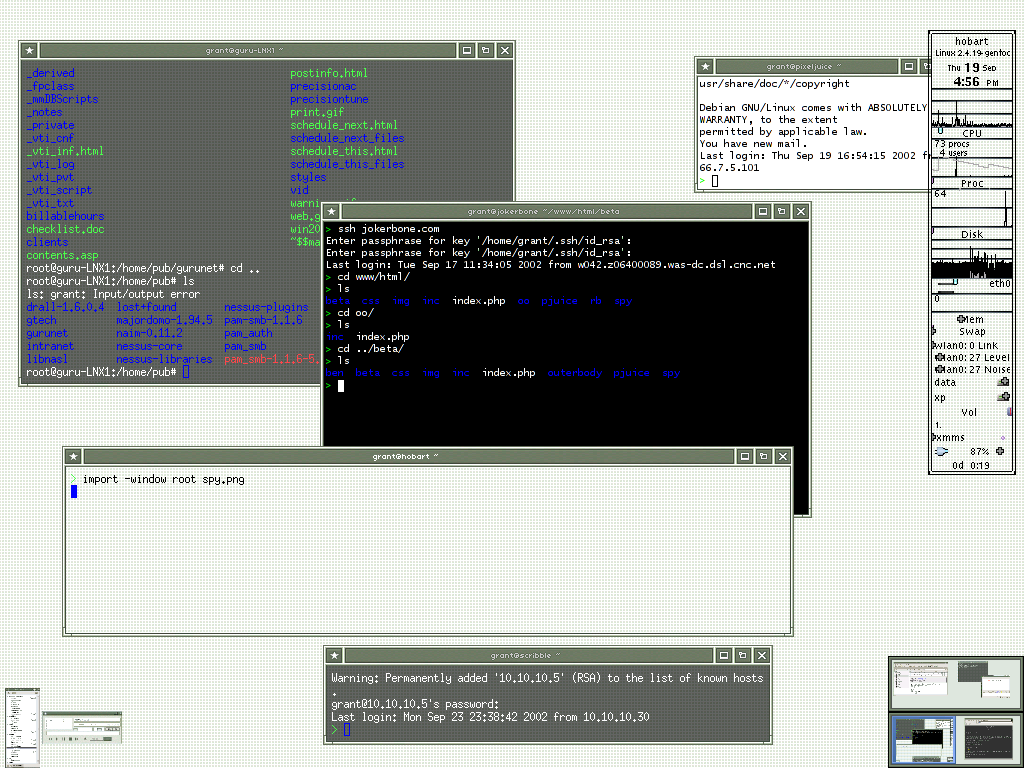 grant@guru-LNX1 ~
_derived postinfo.html
_fpclass precisionac
_mmDBScripts precisiontune
_notes print.gif
_private schedule_next.html
_vti_cnf schedule_next_files
_vti_inf.html schedule_this.html
_vti_log schedule_this_files
_vti_pvt styles
_vti_script vid
_vti_txt
billablehours web.g
checklist.doc win20
clients ~$$ma
contents.asp
root@guru-LNX1:/home/pub/gurunet# cd ..
root@guru-LNX1:/home/pub# ls
ls: grant: Input/output error
drall-1.6.0.4 lost+found nessus-plugins
gtech majordomo-1.94.5 pam-smb-1.1.6
gurunet naim-0.11.2 pam_auth
intranet nessus-core pam_smb
libnasl nessus-libraries pam_smb-1.1.6-5.
root@guru-LNX1:/home/pub#
grant@pixeljuice ~
usr/share/doc/*/copyright
Debian GNU/Linux comes with ABSOLUTELY
WARRANTY, to the extent
permitted by applicable law.
You have new mail.
Last login: Thu Sep 19 16:54:15 2002 f
66.7.5.101
>
hobart
Linux 2.4.19-gentoo
Thu 19 Sep
4:56 PM
CPU
73 procs
4 users
Proc
64
Disk
eth0
0
Mem
Swap
wlan0: 0 Link
wlan0: 27 Level
wlan0: 27 Noise
data
xp
Vol
1.
xmms
87%
0d 0:19
grant@jokerbone ~/www/html/beta
> ssh jokerbone.com
Enter passphrase for key '/home/grant/.ssh/id_rsa':
Enter passphrase for key '/home/grant/.ssh/id_rsa':
Last login: Tue Sep 17 11:34:05 2002 from w042.z06400089.was-dc.dsl.cnc.net
> cd www/html/
> ls
beta css img inc index.php oo pjuice rb spy
> cd oo/
> ls
inc index.php
> cd ../beta/
> ls
ben beta css img inc index.php outerbody pjuice spy
>
grant@hobart ~
> import -window root spy.png
grant@scribble ~
Warning: Permanently added '10.10.10.5' (RSA) to the list of known hosts
.
grant@10.10.10.5's password:
Last login: Mon Sep 23 23:38:42 2002 from 10.10.10.30
>